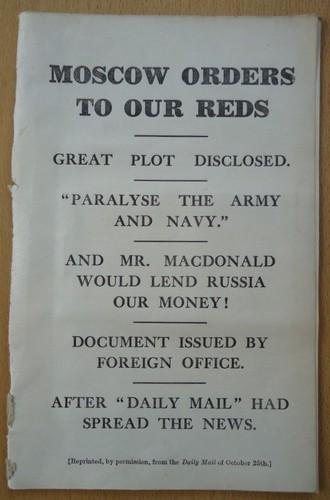 MOSCOW ORDERS
TO OUR REDS
GREAT PLOT DISCLOSED.
"PARALYSE THE ARMY
AND NAVY."
AND MR. MACDONALD
WOULD LEND RUSSIA
OUR MONEY!
DOCUMENT ISSUED BY
FOREIGN OFFICE.
AFTER "DAILY MAIL" HAD
SPREAD THE NEWS.
[Reprinted, by permission, from the Daily Mail of October 25th.]